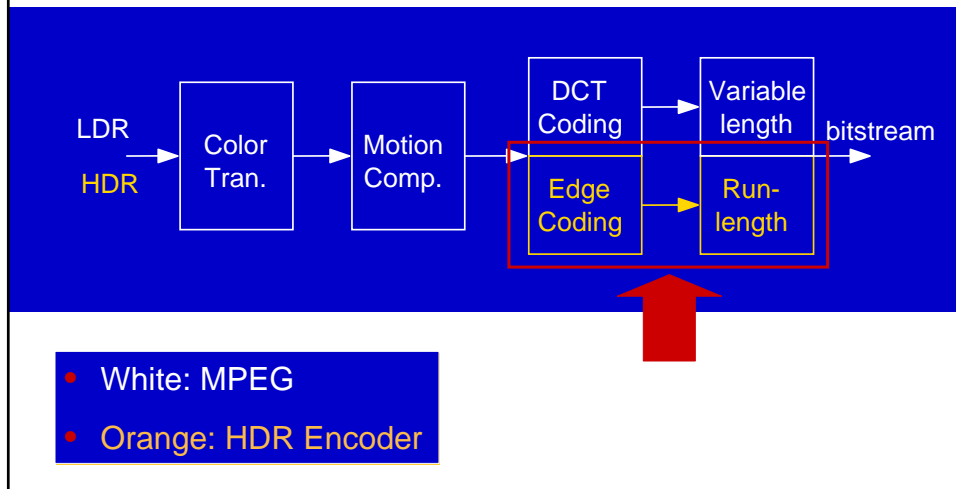 LDR
HDR
Color
Tran.
Motion
Comp.
DCT
Coding
Variable
length
Edge
Coding
Run-
length
bitstream
• White: MPEG
• Orange: HDR Encoder